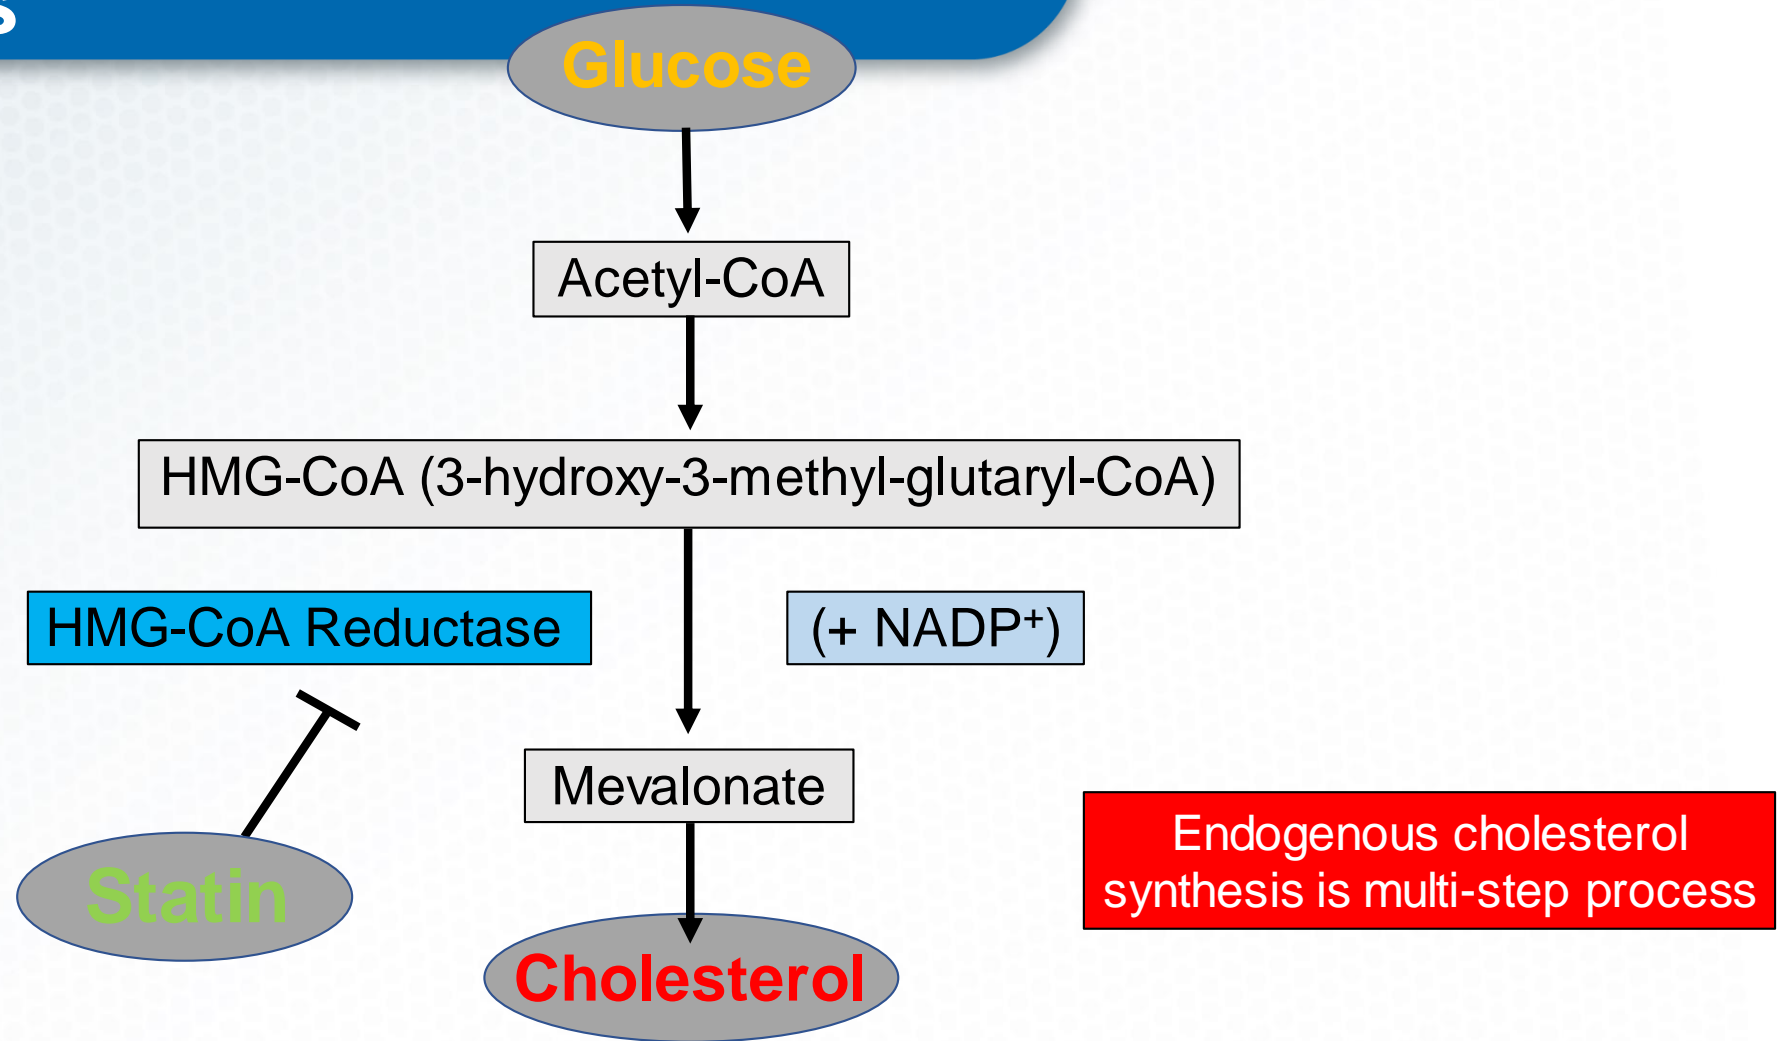 s
Glucose
Acetyl-CoA
HMG-CoA (3-hydroxy-3-methyl-glutaryl-CoA)
HMG-CoA Reductase
(+ NADP⁺)
Mevalonate
Endogenous cholesterol
synthesis is multi-step process
Statin
Cholesterol